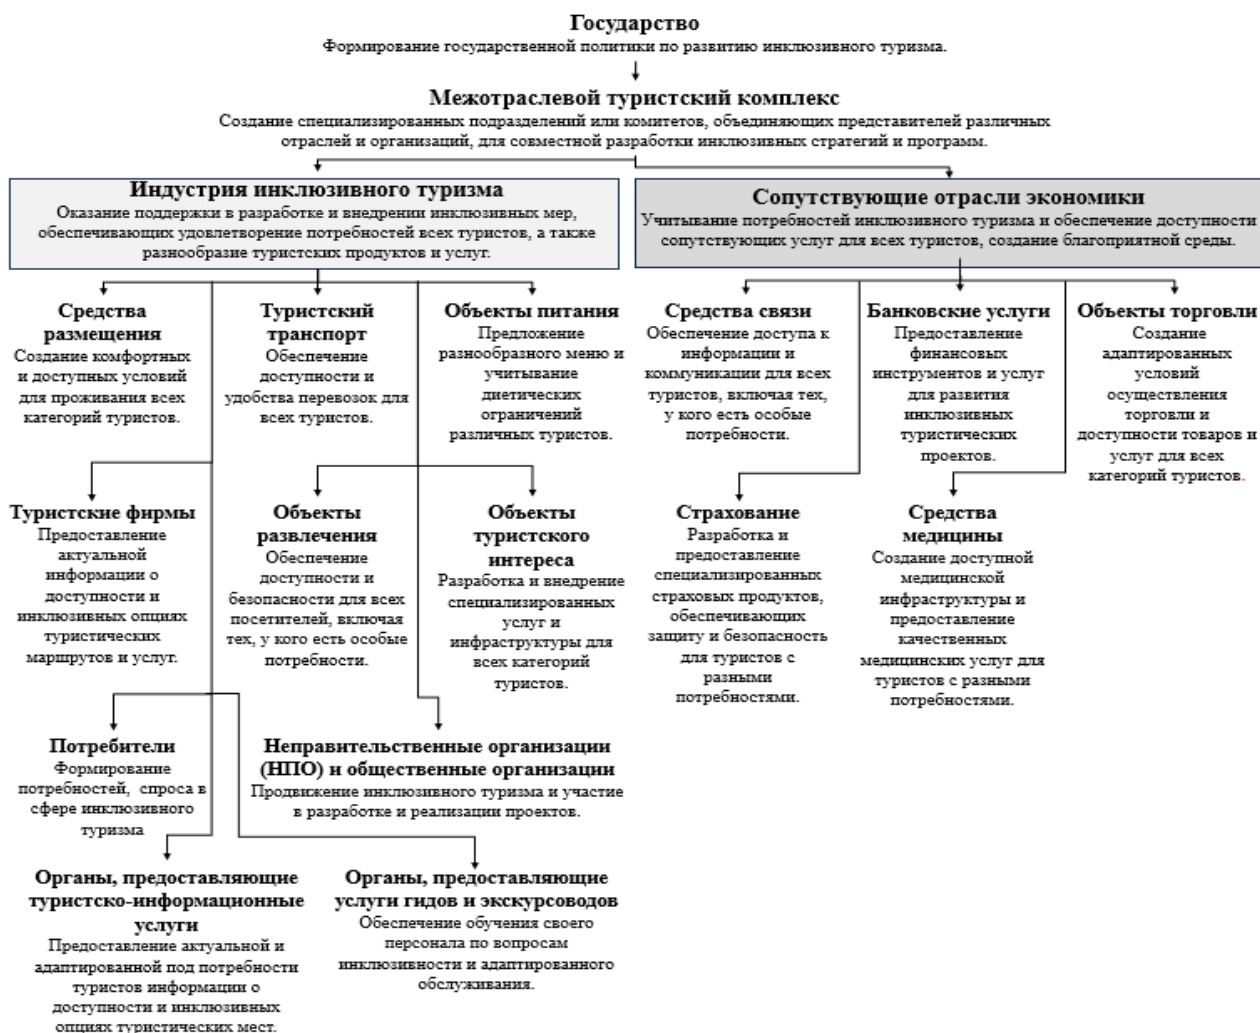 Государство
Формирование государственной политики по развитию инклюзивного туризма.
Межотраслевой туристский комплекс
Создание специализированных подразделений или комитетов, объединяющих представителей различных
отраслей и организаций, для совместной разработки инклюзивных стратегий и программ.
Индустрия инклюзивного туризма
Оказание поддержки в разработке и внедрении инклюзивных мер,
обеспечивающих удовлетворение потребностей всех туристов, а также
разнообразие туристских продуктов и услуг.
Сопутствующие отрасли экономики
Учитывание потребностей инклюзивного туризма и обеспечение доступности
сопутствующих услуг для всех туристов, создание благоприятной среды.
Средства
размещения
Создание комфортных
и доступных условий
для проживания всех
категорий туристов.
Туристский
транспорт
Обеспечение
доступности и
удобства перевозок для
всех туристов.
Объекты питания
Предложение
разнообразного меню и
учитывание
диетических
ограничений
различных туристов.
Средства связи
Обеспечение доступа к
информации и
коммуникации для всех
туристов, включая тех,
у кого есть особые
потребности.
Банковские услуги
Предоставление
финансовых
инструментов и услуг
для развития
инклюзивных
туристических
проектов.
Объекты торговли
Создание
адаптированных
условий
осуществления
торговли и
доступности товаров и
услуг для всех
категорий туристов.
Туристские фирмы
Предоставление
актуальной
информации о
доступности и
инклюзивных опциях
туристических
маршрутов и услуг.
Объекты
развлечения
Обеспечение
доступности и
безопасности для всех
посетителей, включая
тех, у кого есть особые
потребности.
Объекты
туристского
интереса
Разработка и внедрение
специализированных
услуг и
инфраструктуры для
всех категорий
туристов.
Страхование
Разработка и
предоставление
специализированных
страховых продуктов,
обеспечивающих
защиту и безопасность
для туристов с
разными
потребностями.
Средства
медицины
Создание доступной
медицинской
инфраструктуры и
предоставление
качественных
медицинских услуг для
туристов с разными
потребностями.
Потребители
Формирование
потребностей, спроса в
сфере инклюзивного
туризма
Неправительственные организации
(НПО) и общественные организации
Продвижение инклюзивного туризма и участие
в разработке и реализации проектов.
Органы, предоставляющие
туристско-информационные
услуги
Предоставление актуальной и
адаптированной под потребности
туристов информации о
доступности и инклюзивных
опциях туристических мест.
Органы, предоставляющие
услуги гидов и экскурсоводов
Обеспечение обучения своего
персонала по вопросам
инклюзивности и адаптированного
обслуживания.